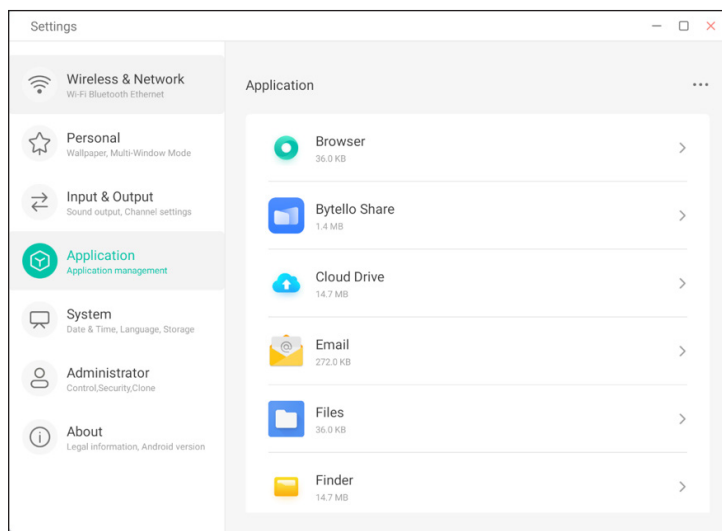 Settings
Wireless & Network
Wi-Fi Bluetooth Ethernet
Personal
Wallpaper, Multi-Window Mode
Input & Output
Sound output, Channel settings
Application
Application management
System
Date & Time, Language, Storage
Administrator
Control,Security,Clone
About
Legal information, Android version
Application
Browser
36.0 KB
Bytello Share
1.4 MB
Cloud Drive
14.7 MB
Email
272.0 KB
Files
36.0 KB
Finder
14.7 MB